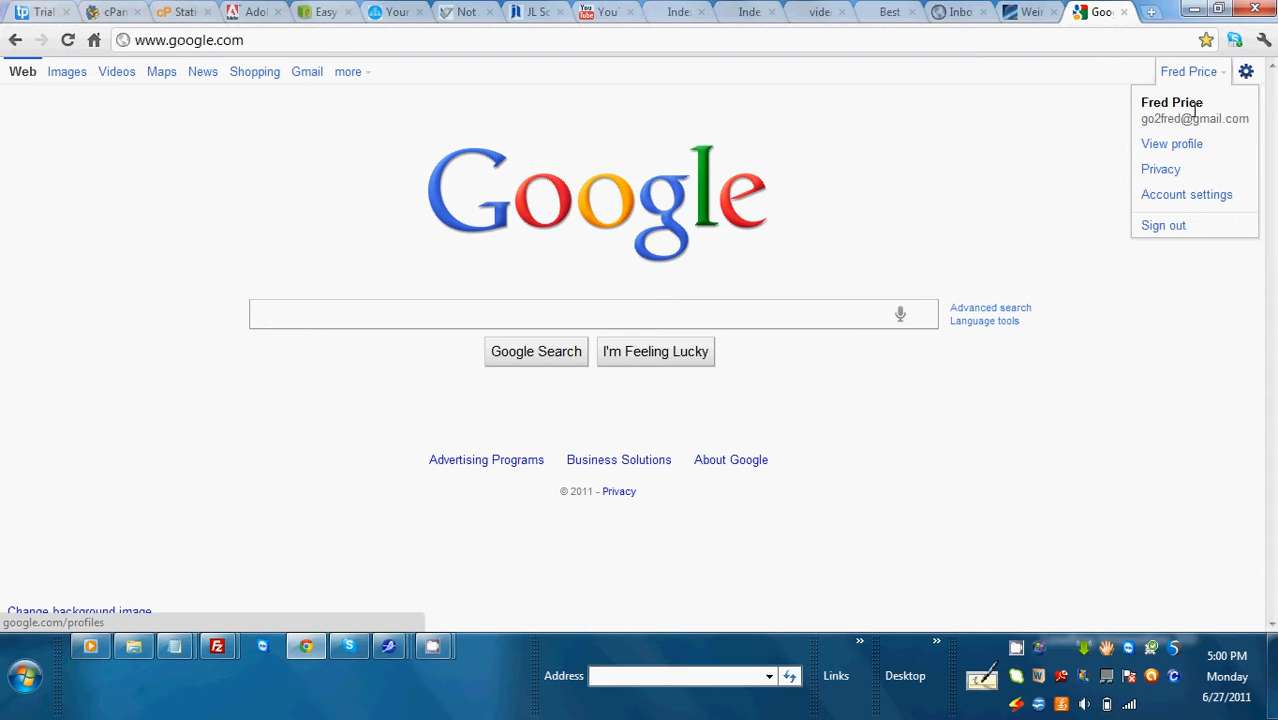 Trial
cPan
Stati
Adol
Easy
Your
Not
JL Sc
You'
Inde
Inde
vide
Best
Inbo
Weir
Goo
www.google.com
Web Images Videos Maps News Shopping Gmail more
Fred Price
Fred Price
go2fred@gmail.com
View profile
Privacy
Account settings
Sign out
Google
Advanced search
Language tools
Google Search
I'm Feeling Lucky
Advertising Programs Business Solutions About Google
© 2011 - Privacy
Change background image
google.com/profiles
Address
Links
Desktop
5:00 PM
Monday
6/27/2011